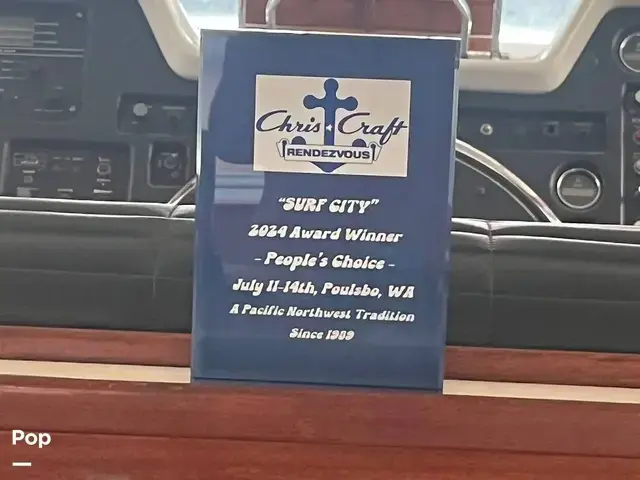 Chris Craft
RENDEZVOUS
"SURF CITY"
2024 Award Winner
- People's Choice -
July 11-14th, Poulsbo, WA
A Pacific Northwest Tradition
Since 1989
Pop